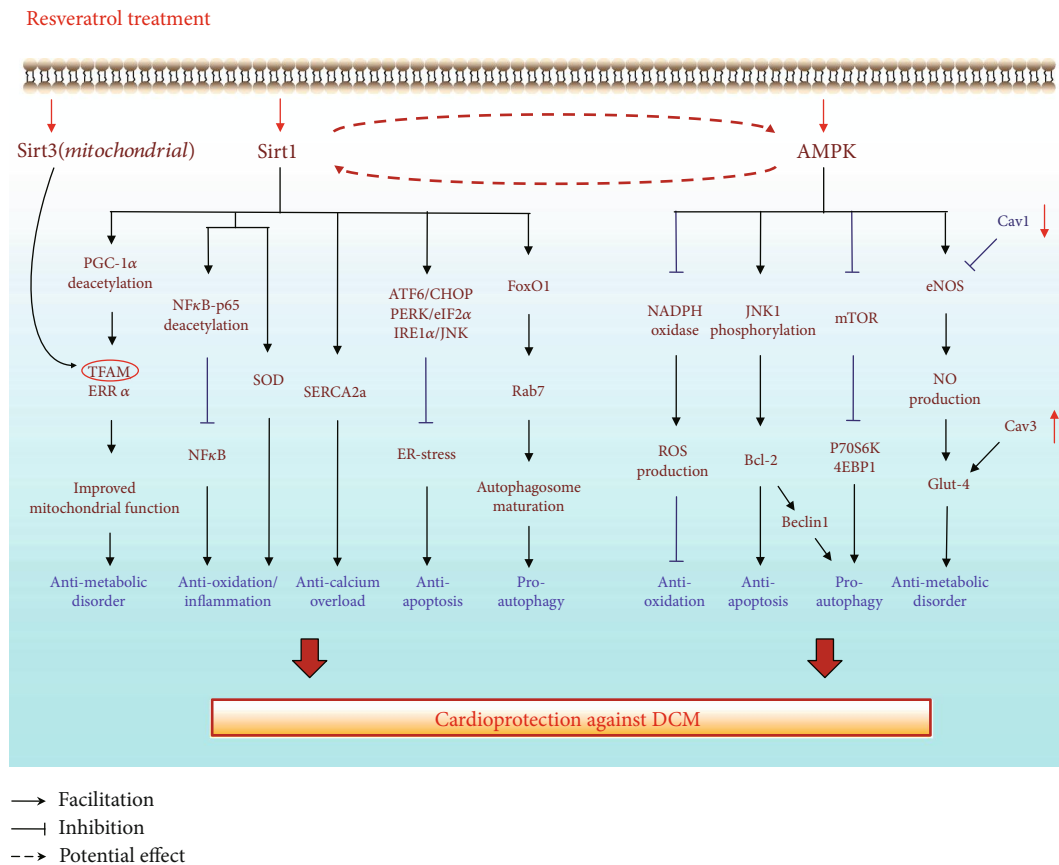 Resveratrol treatment
Sirt3(mitochondrial)
Sirt1
AMPK
PGC-1α
deacetylation
TFAM
ERR α
Improved
mitochondrial function
Anti-metabolic
disorder
NFκB-p65
deacetylation
NFκB
SOD
Anti-oxidation/
inflammation
SERCA2a
Anti-calcium
overload
ATF6/CHOP
PERK/eIF2α
IRE1α/JNK
ER-stress
Anti-
apoptosis
FoxO1
Rab7
Autophagosome
maturation
Pro-
autophagy
NADPH
oxidase
ROS
production
Anti-
oxidation
JNK1
phosphorylation
Bcl-2
Beclin1
Anti-
apoptosis
mTOR
P70S6K
4EBP1
Pro-
autophagy
Cav1
eNOS
NO
production
Cav3
Glut-4
Anti-metabolic
disorder
Cardioprotection against DCM
Facilitation
Inhibition
Potential effect